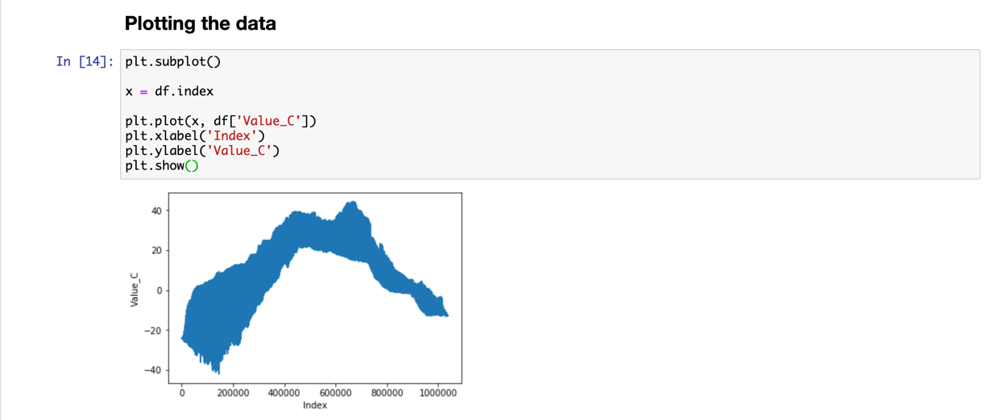 Plotting the data
In [14]:
plt.subplot()
x = df.index
plt.plot(x, df['Value_C'])
plt.xlabel('Index')
plt.ylabel('Value_C')
plt.show()
40
20
0
−20
−40
Value_C
0 200000 400000 600000 800000 1000000
Index